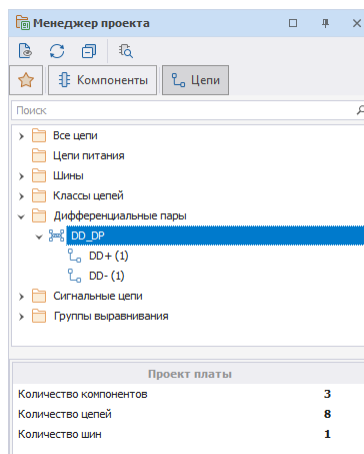 Менеджер проекта
Компоненты
Цепи
Поиск
Все цепи
Цепи питания
Шины
Классы цепей
Дифференциальные пары
DD_DP
DD+ (1)
DD- (1)
Сигнальные цепи
Группы выравнивания
Проект платы
Количество компонентов 3
Количество цепей 8
Количество шин 1